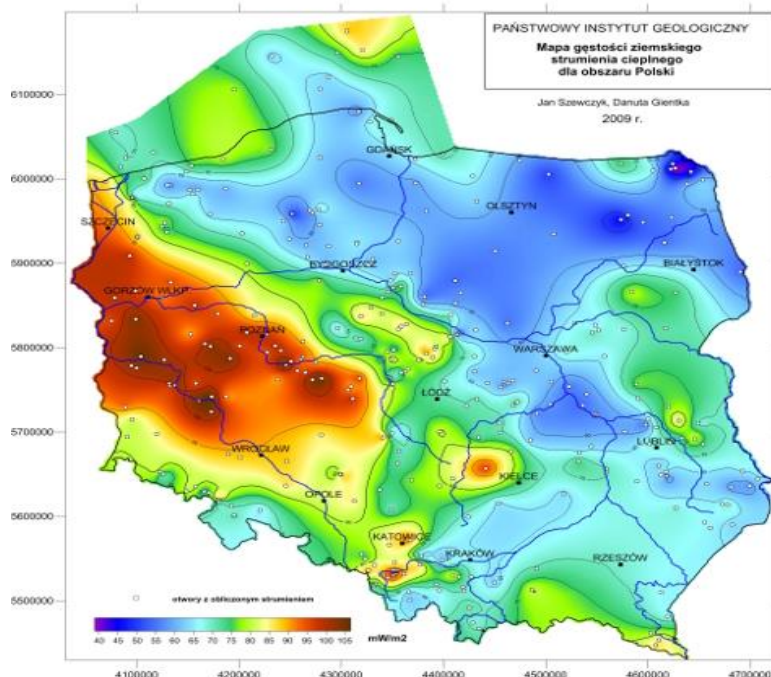 PAŃSTWOWY INSTYTUT GEOLOGICZNY
Mapa gęstości ziemskiego
strumienia cieplnego
dla obszaru Polski
Jan Szewczyk, Danuta Gientka
2009 r.
6100000
GDAŃSK
6000000
OLSZTYN
SZCZECIN
5900000
BYDGOSZCZ
BIAŁYSTOK
GORZÓW WLKP
POZNAŃ
5800000
WARSZAWA
ŁÓDŹ
5700000
WROCŁAW
LUBLIN
KIELCE
OPOLE
5600000
KATOWICE
KRAKÓW
RZESZÓW
5500000
otwory z obliczonym strumieniem
40 45 50 55 60 65 70 75 80 85 90 95 100 105
mW/m2
4100000 4200000 4300000 4400000 4500000 4600000 4700000